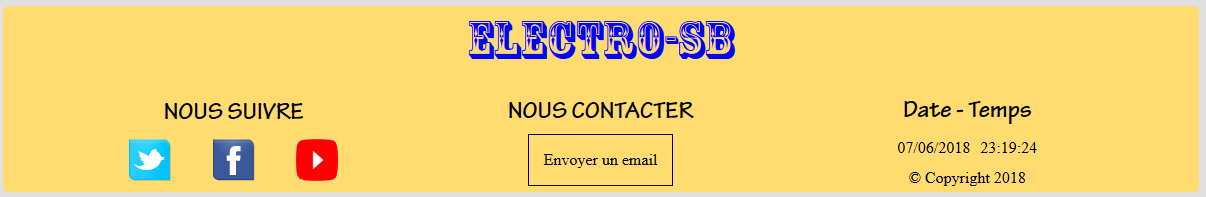 ELECTRO-SB
NOUS SUIVRE
NOUS CONTACTER
Envoyer un email
Date - Temps
07/06/2018 23:19:24
© Copyright 2018